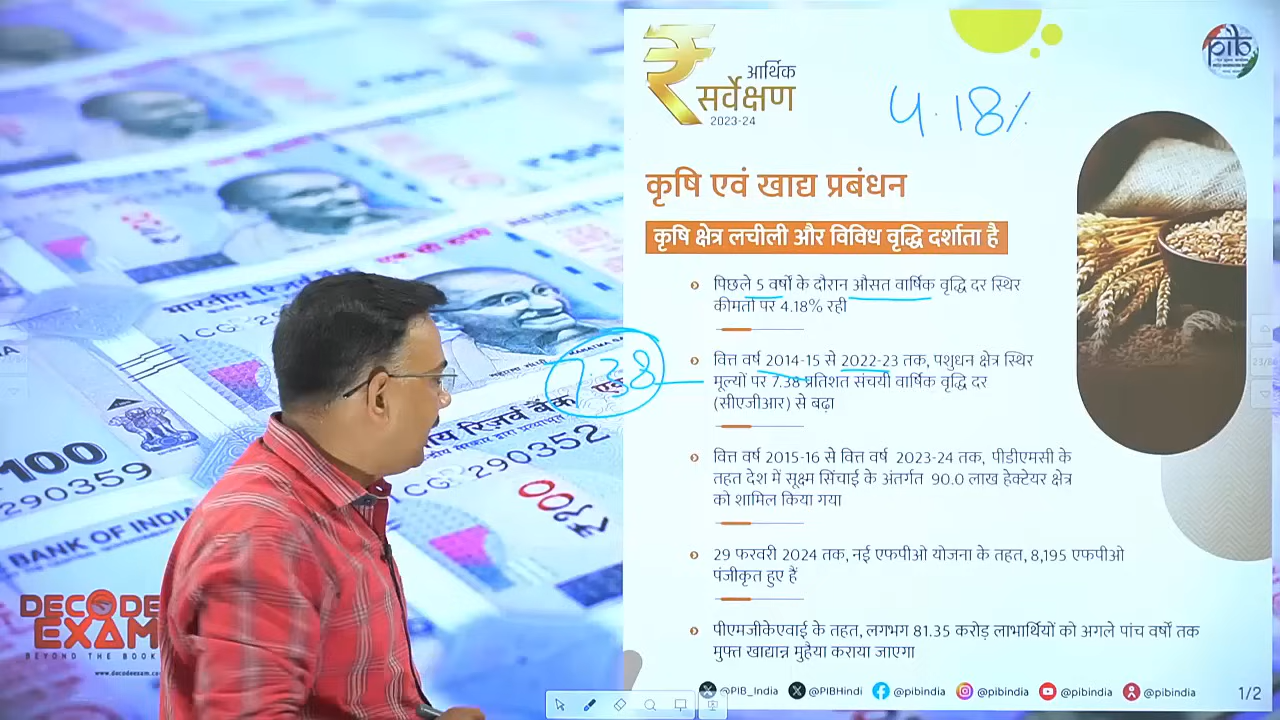 आर्थिक
सर्वेक्षण
2023-24
pib
4.18%
कृषि एवं खाद्य प्रबंधन
कृषि क्षेत्र लचीली और विविध वृद्धि दर्शाता है
पिछले 5 वर्षों के दौरान औसत वार्षिक वृद्धि दर स्थिर
कीमतों पर 4.18% रही
वित्त वर्ष 2014-15 से 2022-23 तक, पशुधन क्षेत्र स्थिर
मूल्यों पर 7.38 प्रतिशत संचयी वार्षिक वृद्धि दर
(सीएजीआर) से बढ़ा
7.38
वित्त वर्ष 2015-16 से वित्त वर्ष 2023-24 तक, पीडीएमसी के
तहत देश में सूक्ष्म सिंचाई के अंतर्गत 90.0 लाख हेक्टेयर क्षेत्र
को शामिल किया गया
29 फरवरी 2024 तक, नई एफपीओ योजना के तहत, 8,195 एफपीओ
पंजीकृत हुए हैं
पीएमजीकेएवाई के तहत, लगभग 81.35 करोड़ लाभार्थियों को अगले पांच वर्षों तक
मुफ्त खाद्यान्न मुहैया कराया जाएगा
@PIB_India @PIBHindi @pibindia @pibindia @pibindia @pibindia
1/2
भारतीय रिज़र्व
रिज़र्व बैंक
290352
₹100
290359
BANK OF INDIA
DECODE
EXAM
BEYOND THE BOOK
www.decodeexam.co